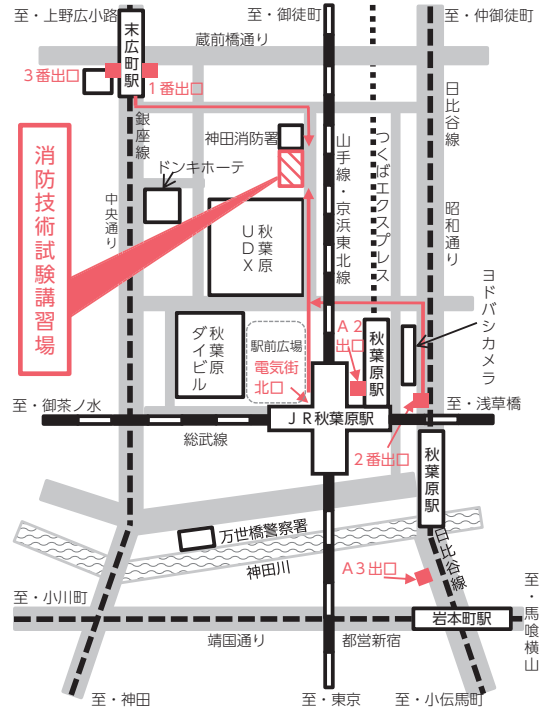 至・上野広小路
至・御徒町
至・仲御徒町
末広町駅
蔵前橋通り
3番出口
1番出口
日比谷線
銀座線
神田消防署
山手線・京浜東北線
つくばエクスプレス
消防技術試験講習場
ドンキホーテ
中央通り
昭和通り
秋葉原
UDX
ヨドバシカメラ
秋葉原
ダイビル
駅前広場
電気街
北口
A2
出口
秋葉原駅
至・御茶ノ水
JR秋葉原駅
至・浅草橋
総武線
2番出口
秋葉原駅
万世橋警察署
神田川
日比谷線
A3出口
至・小川町
至・馬喰横山
岩本町駅
靖国通り
都営新宿
至・神田
至・東京
至・小伝馬町